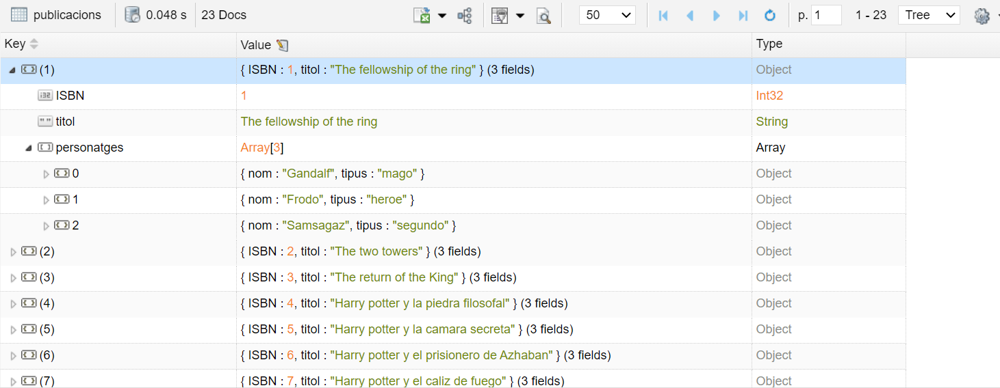 publicacions 0.048 s 23 Docs 50 p. 1 1 - 23 Tree
Key Value Type
(1) { ISBN : 1, titol : "The fellowship of the ring" } (3 fields) Object
i32 ISBN 1 Int32
" " titol The fellowship of the ring String
personatges Array[3] Array
0 { nom : "Gandalf", tipus : "mago" } Object
1 { nom : "Frodo", tipus : "heroe" } Object
2 { nom : "Samsagaz", tipus : "segundo" } Object
(2) { ISBN : 2, titol : "The two towers" } (3 fields) Object
(3) { ISBN : 3, titol : "The return of the King" } (3 fields) Object
(4) { ISBN : 4, titol : "Harry potter y la piedra filosofal" } (3 fields) Object
(5) { ISBN : 5, titol : "Harry potter y la camara secreta" } (3 fields) Object
(6) { ISBN : 6, titol : "Harry potter y el prisionero de Azhaban" } (3 fields) Object
(7) { ISBN : 7, titol : "Harry potter y el caliz de fuego" } (3 fields) Object